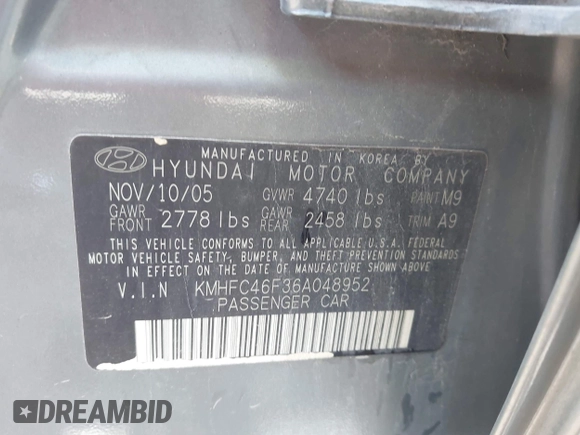 MANUFACTURED IN KOREA BY
HYUNDAI MOTOR COMPANY
NOV/10/05 GVWR 4740 lbs PAINT M9
GAWR FRONT 2778 lbs GAWR REAR 2458 lbs TRIM A9
THIS VEHICLE CONFORMS TO ALL APPLICABLE U.S.A. FEDERAL
MOTOR VEHICLE SAFETY, BUMPER, AND THEFT PREVENTION STANDARDS
IN EFFECT ON THE DATE OF MANUFACTURE SHOWN ABOVE.
V.I.N KMHFC46F36A048952
PASSENGER CAR
DREAMBID